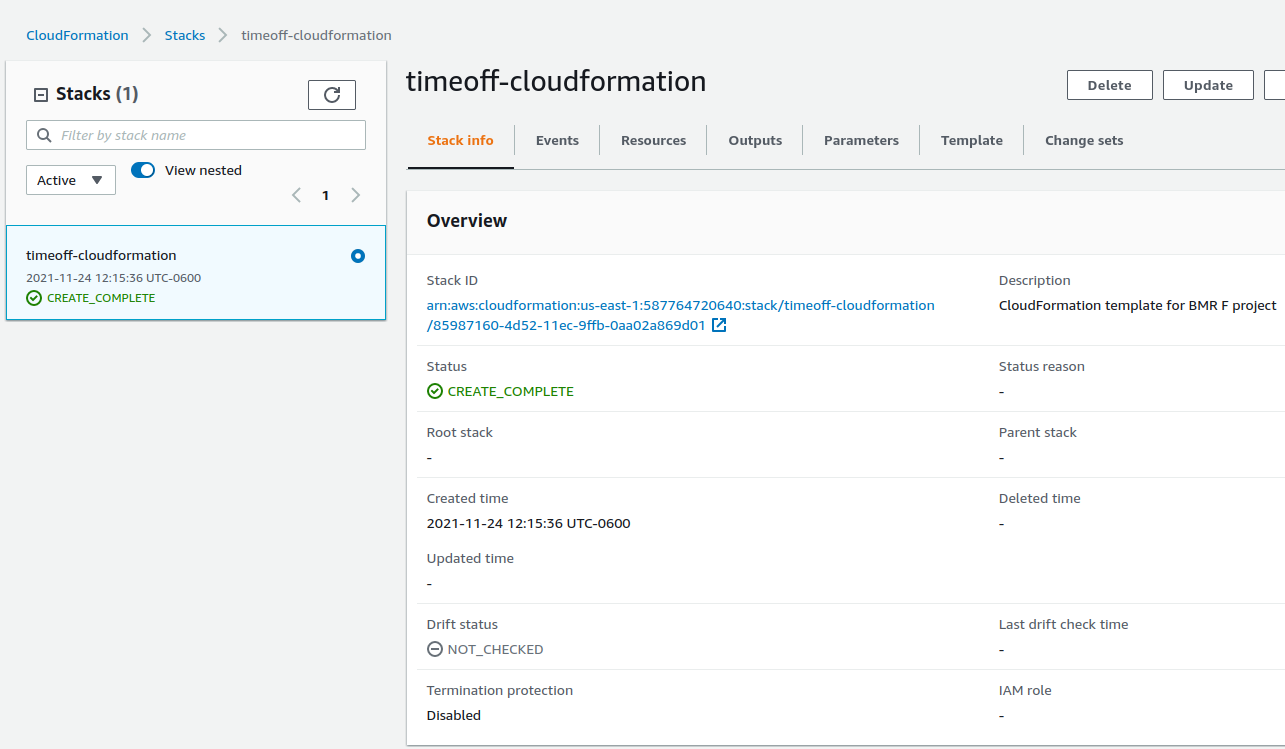 CloudFormation > Stacks > timeoff-cloudformation
Stacks (1)
Filter by stack name
Active
View nested
1
timeoff-cloudformation
2021-11-24 12:15:36 UTC-0600
CREATE_COMPLETE
timeoff-cloudformation
Delete
Update
Stack info
Events
Resources
Outputs
Parameters
Template
Change sets
Overview
Stack ID
arn:aws:cloudformation:us-east-1:587764720640:stack/timeoff-cloudformation
/85987160-4d52-11ec-9ffb-0aa02a869d01
Description
CloudFormation template for BMR F project
Status
CREATE_COMPLETE
Status reason
-
Root stack
-
Parent stack
-
Created time
2021-11-24 12:15:36 UTC-0600
Deleted time
-
Updated time
-
Drift status
NOT_CHECKED
Last drift check time
-
Termination protection
Disabled
IAM role
-